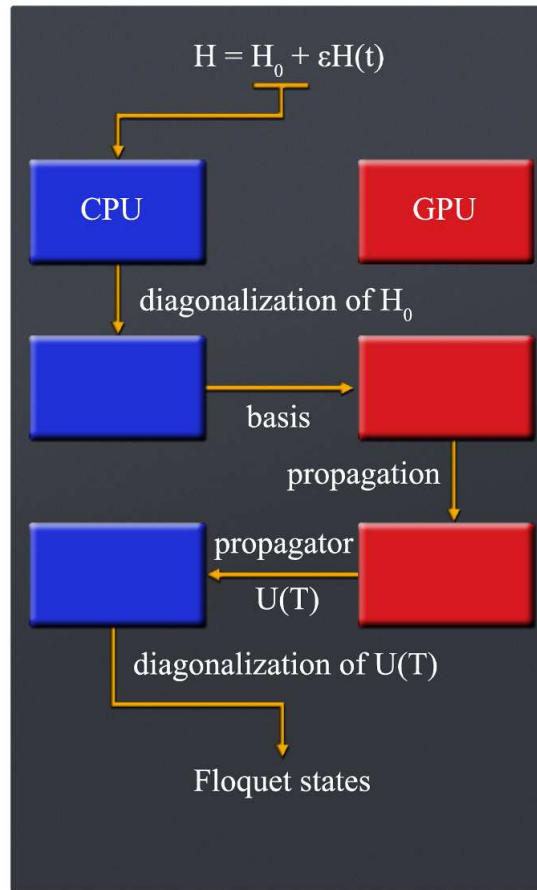 H = H₀ + εH(t)
CPU
GPU
diagonalization of H₀
basis
propagation
propagator
U(T)
diagonalization of U(T)
Floquet states